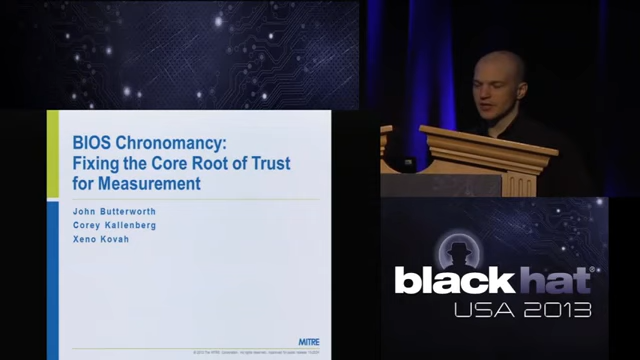 BIOS Chronomancy:
Fixing the Core Root of Trust
for Measurement
John Butterworth
Corey Kallenberg
Xeno Kovah
MITRE
black hat®
USA 2013